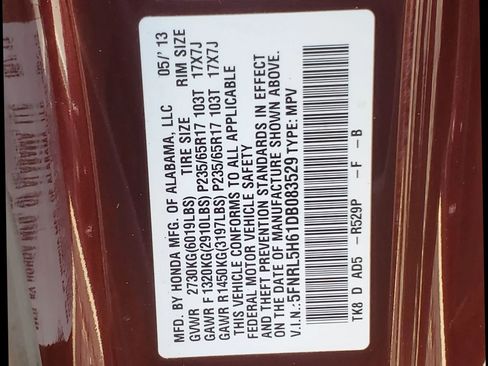 MFD. BY HONDA MFG. OF ALABAMA, LLC 05/'13
TIRE SIZE RIM SIZE
GVWR 2730KG(6019LBS)
GAWR F 1320KG(2910LBS) P235/65R17 103T 17X7J
GAWR R 1450KG(3197LBS) P235/65R17 103T 17X7J
THIS VEHICLE CONFORMS TO ALL APPLICABLE
FEDERAL MOTOR VEHICLE SAFETY
AND THEFT PREVENTION STANDARDS IN EFFECT
ON THE DATE OF MANUFACTURE SHOWN ABOVE.
V.I.N.:5FNRL5H61DB083529 TYPE: MPV
TK8 D AD5 -R529P -F -B